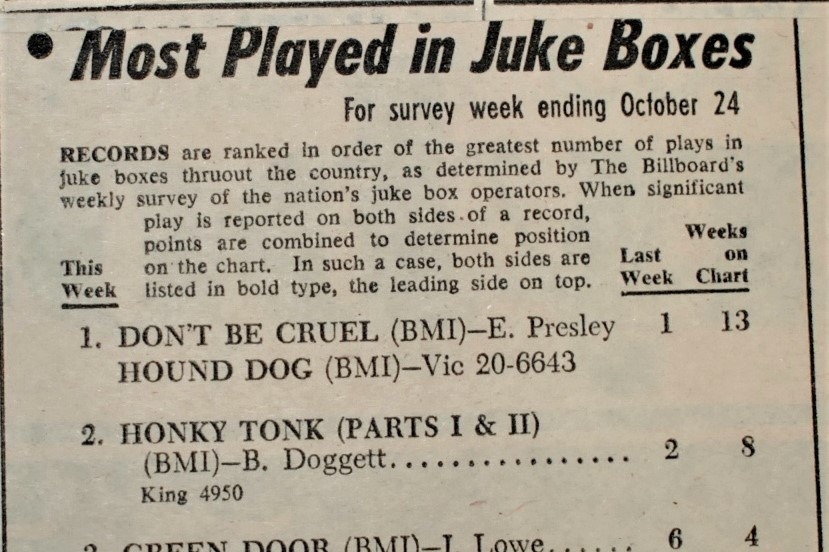 • Most Played in Juke Boxes
For survey week ending October 24
RECORDS are ranked in order of the greatest number of plays in
juke boxes thruout the country, as determined by The Billboard's
weekly survey of the nation's juke box operators. When significant
play is reported on both sides of a record,
points are combined to determine position
on the chart. In such a case, both sides are
listed in bold type, the leading side on top.
This
Week
Last
Week
Weeks
on
Chart
1. DON'T BE CRUEL (BMI)—E. Presley 1 13
HOUND DOG (BMI)—Vic 20-6643
2. HONKY TONK (PARTS I & II)
(BMI)—B. Doggett................. 2 8
King 4950
3. GREEN DOOR (BMI)—J. Lowe...... 6 4